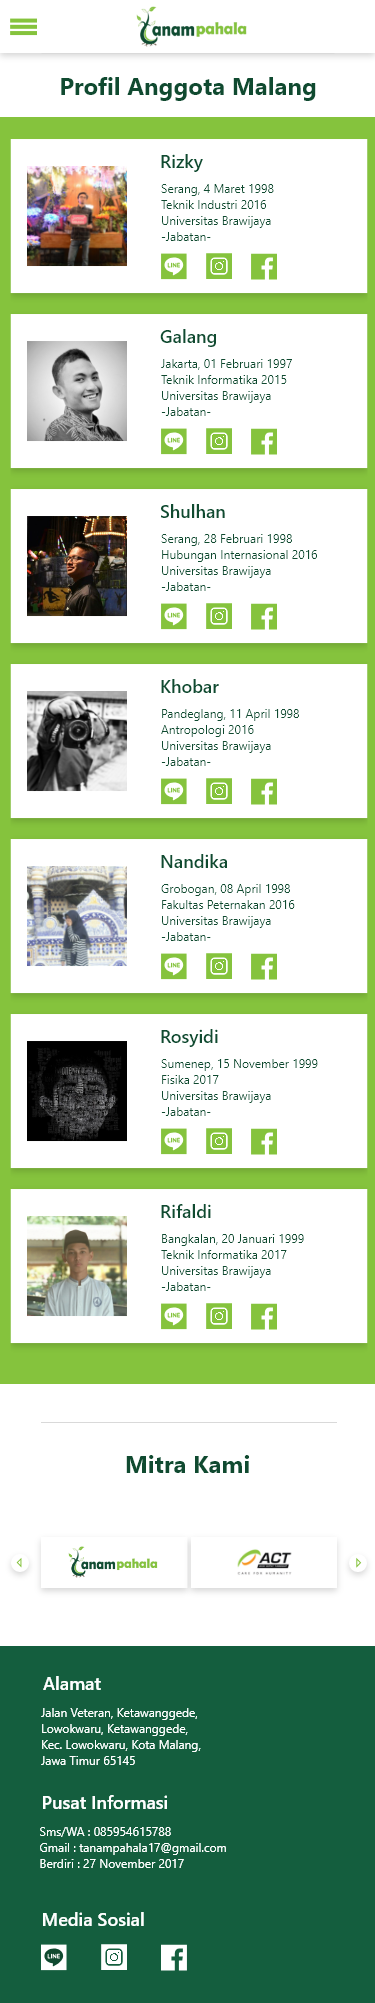 tanampahala
Profil Anggota Malang
Rizky
Serang, 4 Maret 1998
Teknik Industri 2016
Universitas Brawijaya
-Jabatan-
LINE
Galang
Jakarta, 01 Februari 1997
Teknik Informatika 2015
Universitas Brawijaya
-Jabatan-
LINE
Shulhan
Serang, 28 Februari 1998
Hubungan Internasional 2016
Universitas Brawijaya
-Jabatan-
LINE
Khobar
Pandeglang, 11 April 1998
Antropologi 2016
Universitas Brawijaya
-Jabatan-
LINE
Nandika
Grobogan, 08 April 1998
Fakultas Peternakan 2016
Universitas Brawijaya
-Jabatan-
LINE
Rosyidi
Sumenep, 15 November 1999
Fisika 2017
Universitas Brawijaya
-Jabatan-
LINE
Rifaldi
Bangkalan, 20 Januari 1999
Teknik Informatika 2017
Universitas Brawijaya
-Jabatan-
LINE
Mitra Kami
tanampahala
ACT
CARE FOR HUMANITY
Alamat
Jalan Veteran, Ketawanggede,
Lowokwaru, Ketawanggede,
Kec. Lowokwaru, Kota Malang,
Jawa Timur 65145
Pusat Informasi
Sms/WA : 085954615788
Gmail : tanampahala17@gmail.com
Berdiri : 27 November 2017
Media Sosial
LINE